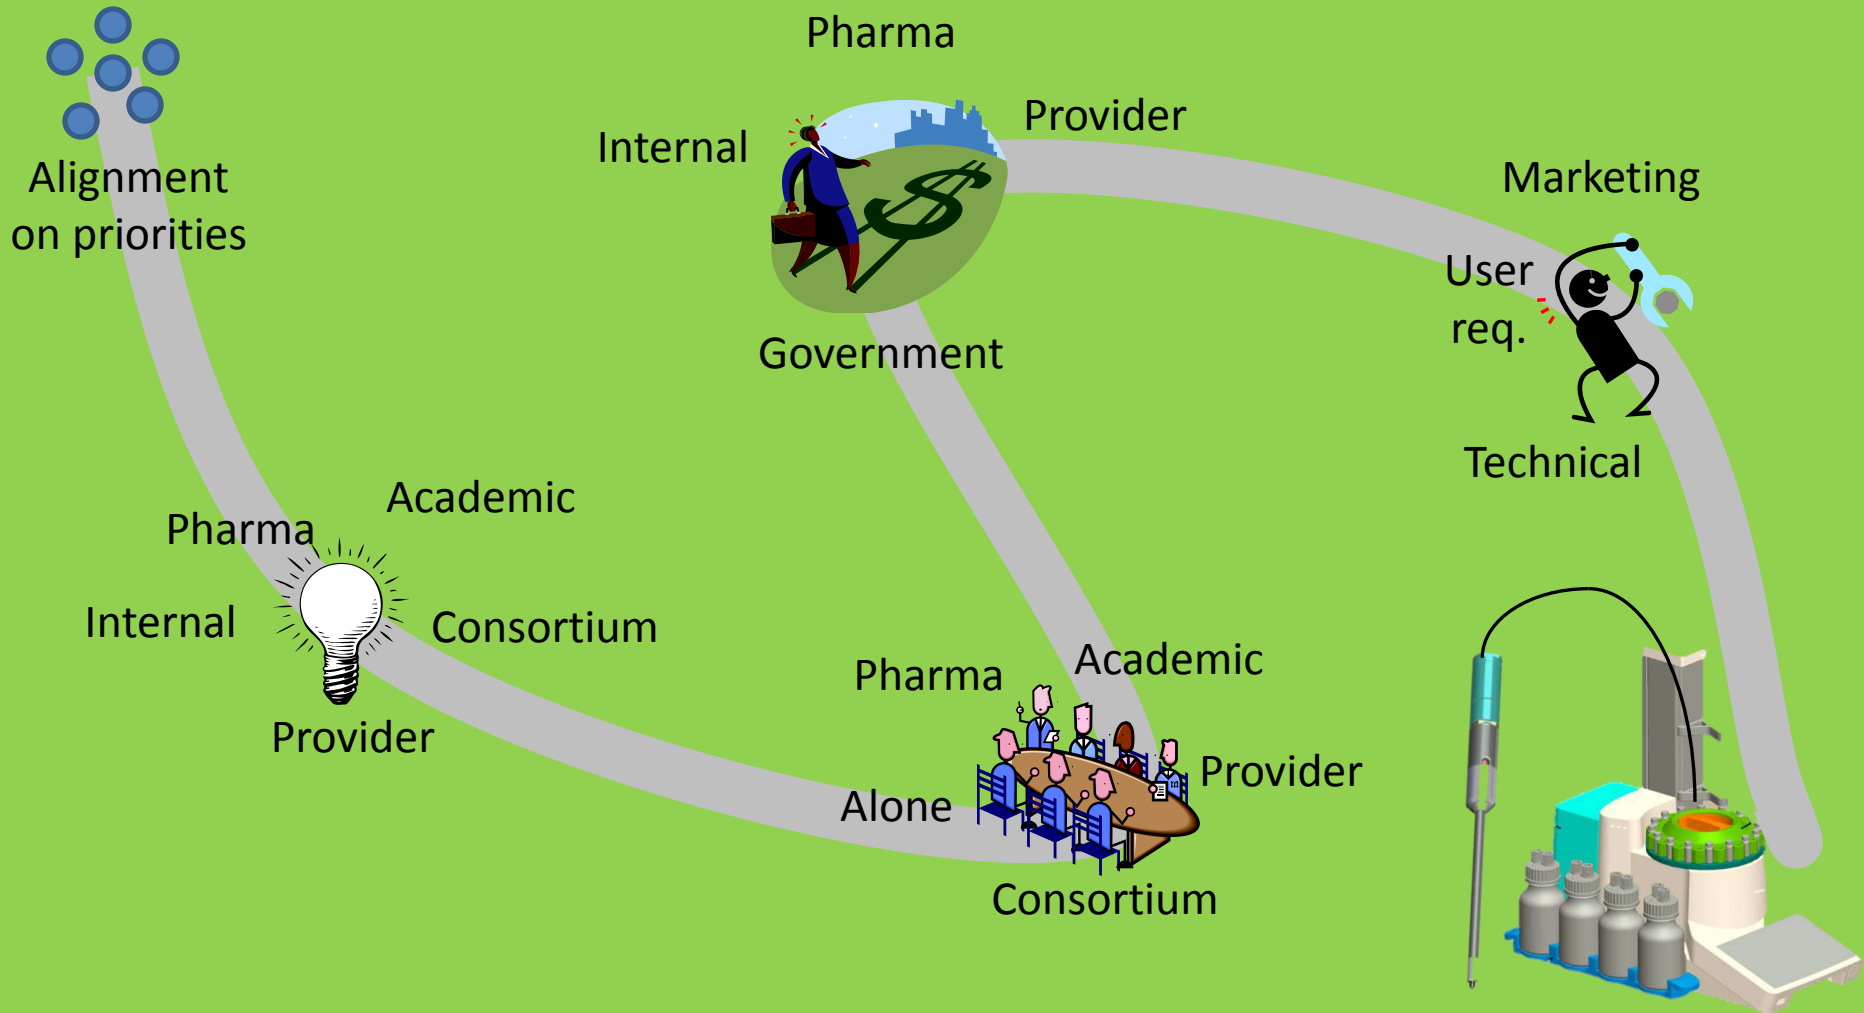 Alignment
on priorities
Pharma
Academic
Internal
Consortium
Provider
Pharma
Academic
Alone
Provider
Consortium
Pharma
Internal
Provider
Government
Marketing
User
req.
Technical